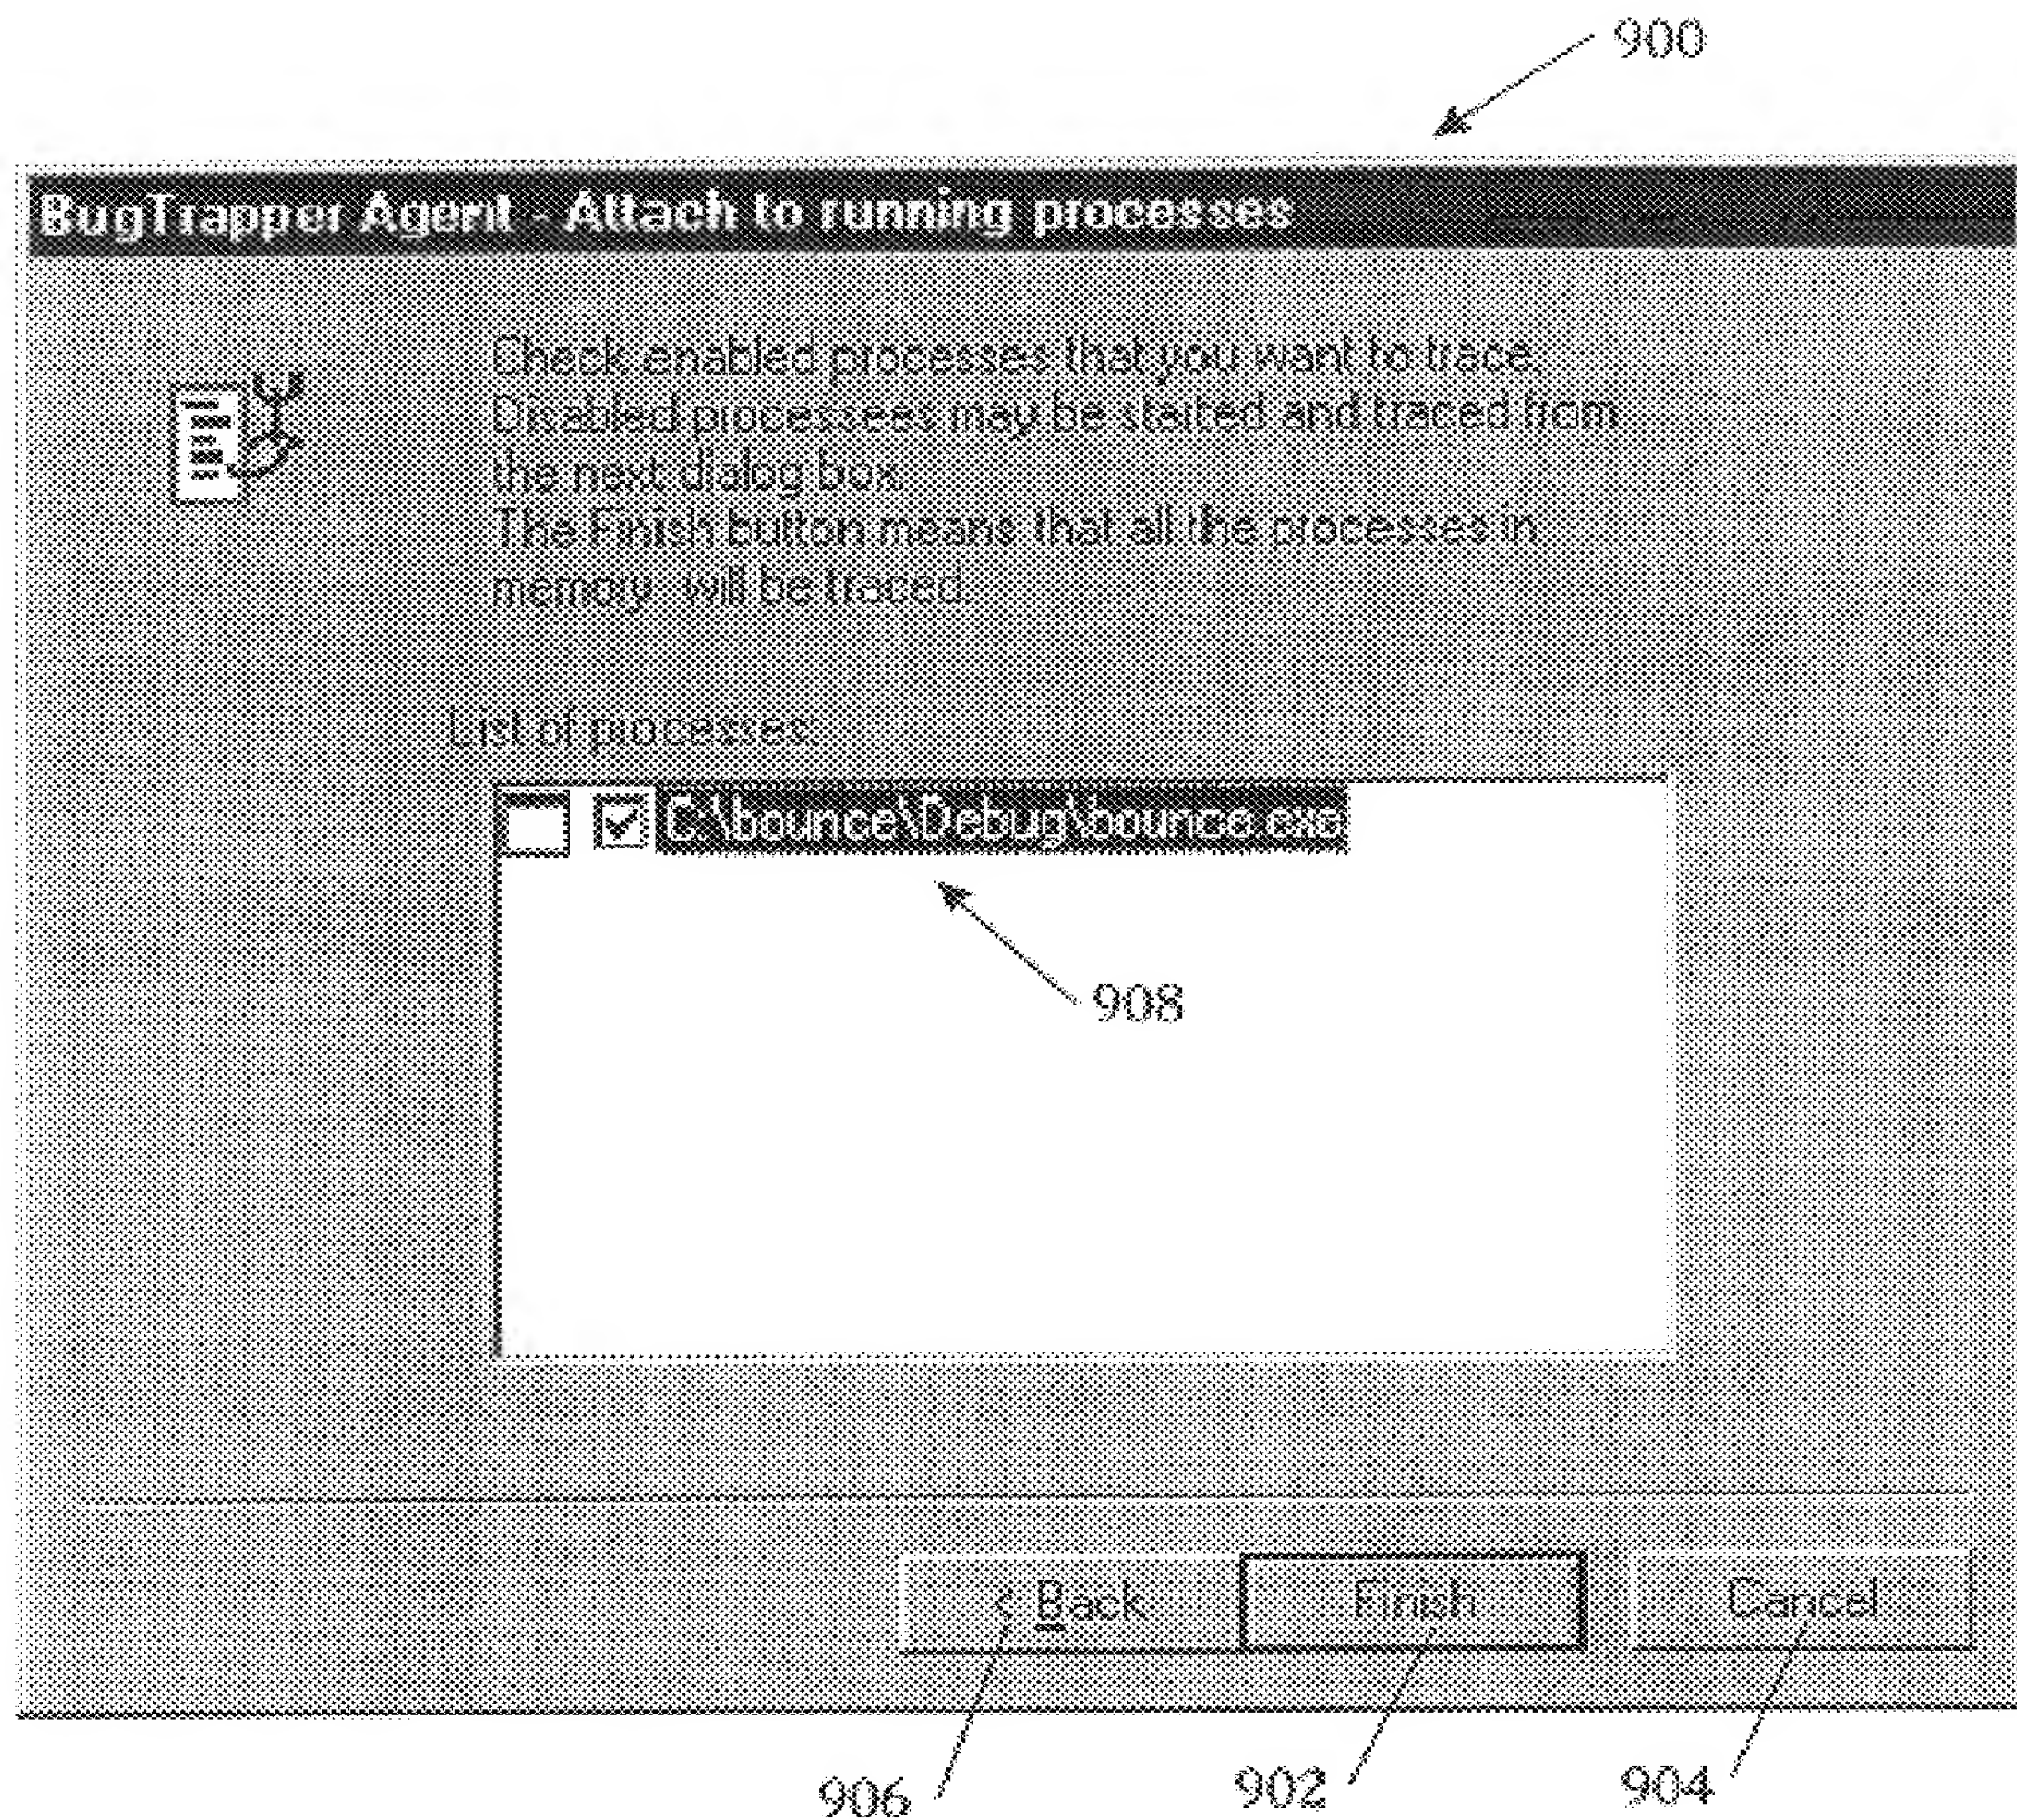 900
BugTrapper Agent - Attach to running processes
Check enabled processes that you want to trace.
Disabled processees may be started and traced from
the next dialog box.
The Finish button means that all the processes in
memory will be traced.
List of processes:
C:\bounce\Debug\bounce.exe
908
< Back Finish Cancel
906 902 904